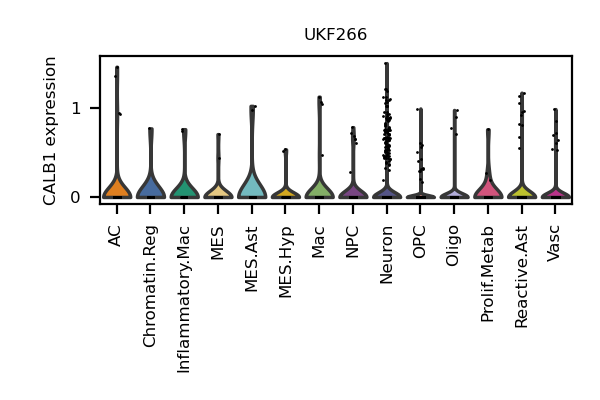 UKF266
CALB1 expression
1
0
AC
Chromatin.Reg
Inflammatory.Mac
MES
MES.Ast
MES.Hyp
Mac
NPC
Neuron
OPC
Oligo
Prolif.Metab
Reactive.Ast
Vasc